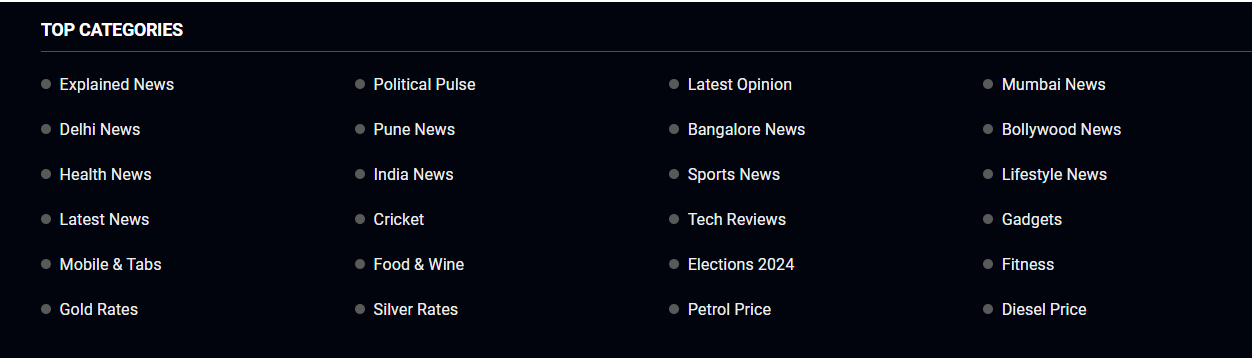 TOP CATEGORIES
Explained News Political Pulse Latest Opinion Mumbai News
Delhi News Pune News Bangalore News Bollywood News
Health News India News Sports News Lifestyle News
Latest News Cricket Tech Reviews Gadgets
Mobile & Tabs Food & Wine Elections 2024 Fitness
Gold Rates Silver Rates Petrol Price Diesel Price